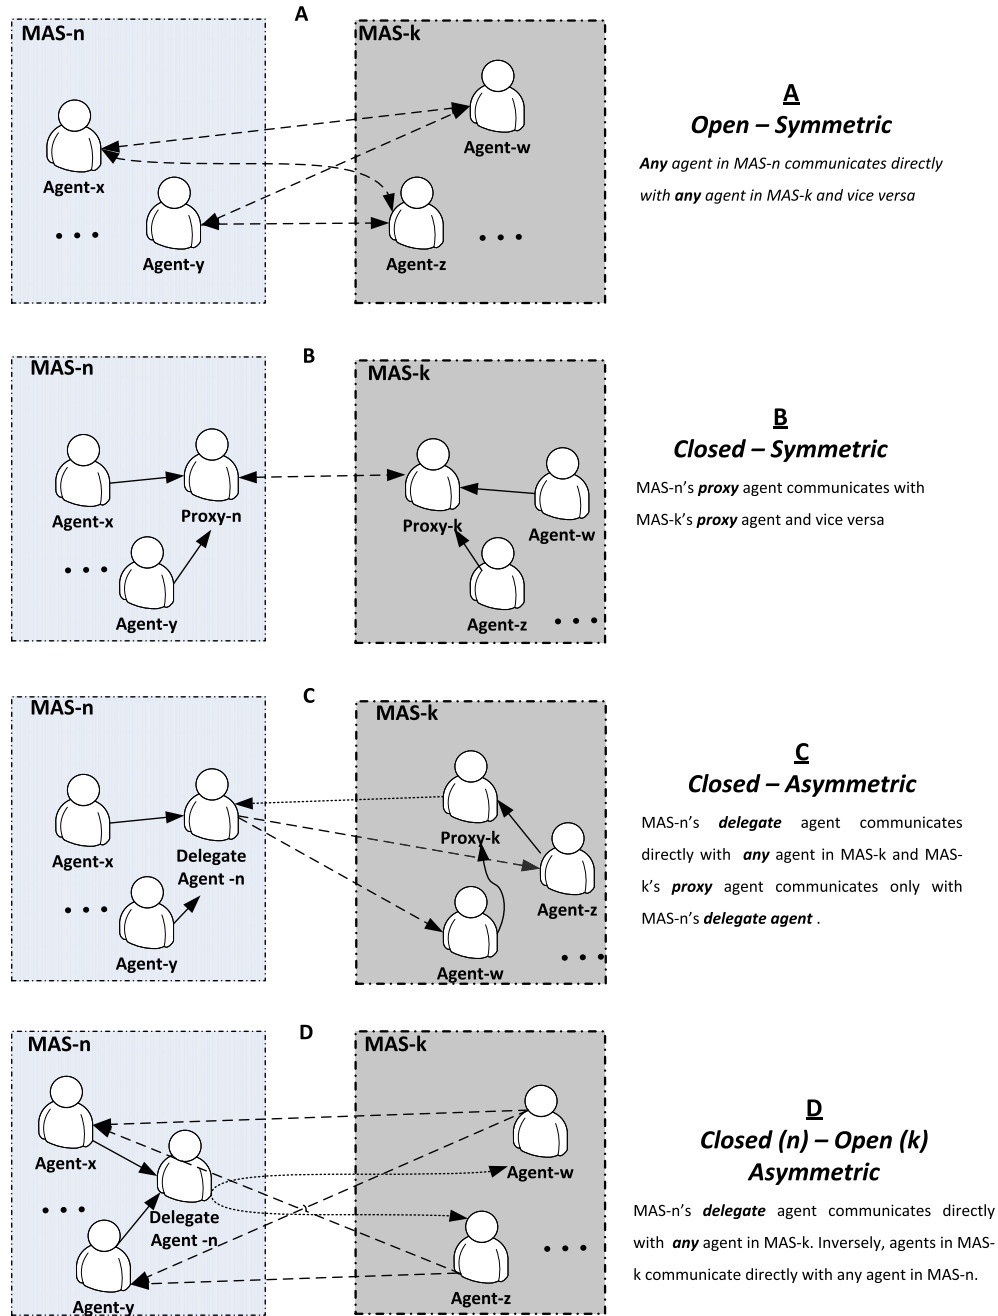 A
MAS-n
MAS-k
Agent-x
Agent-w
Agent-y
Agent-z
• • •
• • •
A
Open – Symmetric
Any agent in MAS-n communicates directly
with any agent in MAS-k and vice versa
B
MAS-n
MAS-k
Agent-x
Proxy-n
Proxy-k
Agent-w
• • •
Agent-y
Agent-z
• • •
B
Closed – Symmetric
MAS-n’s proxy agent communicates with
MAS-k’s proxy agent and vice versa
C
MAS-n
MAS-k
Agent-x
Delegate
Agent -n
Proxy-k
Agent-z
• • •
Agent-y
Agent-w
• • •
C
Closed – Asymmetric
MAS-n’s delegate agent communicates
directly with any agent in MAS-k and MAS-
k’s proxy agent communicates only with
MAS-n’s delegate agent .
D
MAS-n
MAS-k
Agent-x
Agent-w
• • •
Delegate
Agent -n
• • •
Agent-y
Agent-z
D
Closed (n) – Open (k)
Asymmetric
MAS-n’s delegate agent communicates directly
with any agent in MAS-k. Inversely, agents in MAS-
k communicate directly with any agent in MAS-n.